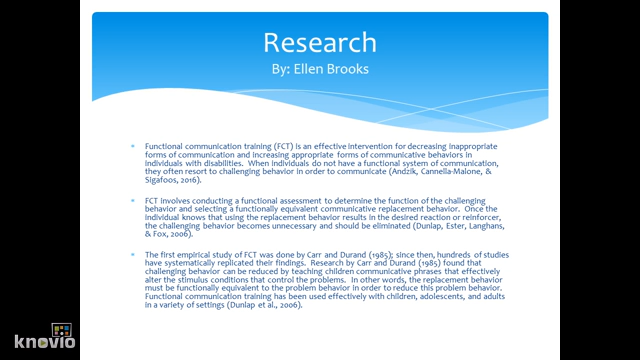 Research
By: Ellen Brooks
Functional communication training (FCT) is an effective intervention for decreasing inappropriate
forms of communication and increasing appropriate forms of communicative behaviors in
individuals with disabilities. When individuals do not have a functional system of communication,
they often resort to challenging behavior in order to communicate (Andzik, Cannella-Malone, &
Sigafoos, 2016).
FCT involves conducting a functional assessment to determine the function of the challenging
behavior and selecting a functionally equivalent communicative replacement behavior. Once the
individual knows that using the replacement behavior results in the desired reaction or reinforcer,
the challenging behavior becomes unnecessary and should be eliminated (Dunlap, Ester, Langhans,
& Fox, 2006).
The first empirical study of FCT was done by Carr and Durand (1985); since then, hundreds of studies
have systematically replicated their findings. Research by Carr and Durand (1985) found that
challenging behavior can be reduced by teaching children communicative phrases that effectively
alter the stimulus conditions that control the problems. In other words, the replacement behavior
must be functionally equivalent to the problem behavior in order to reduce this problem behavior.
Functional communication training has been used effectively with children, adolescents, and adults
in a variety of settings (Dunlap et al., 2006).
knovio